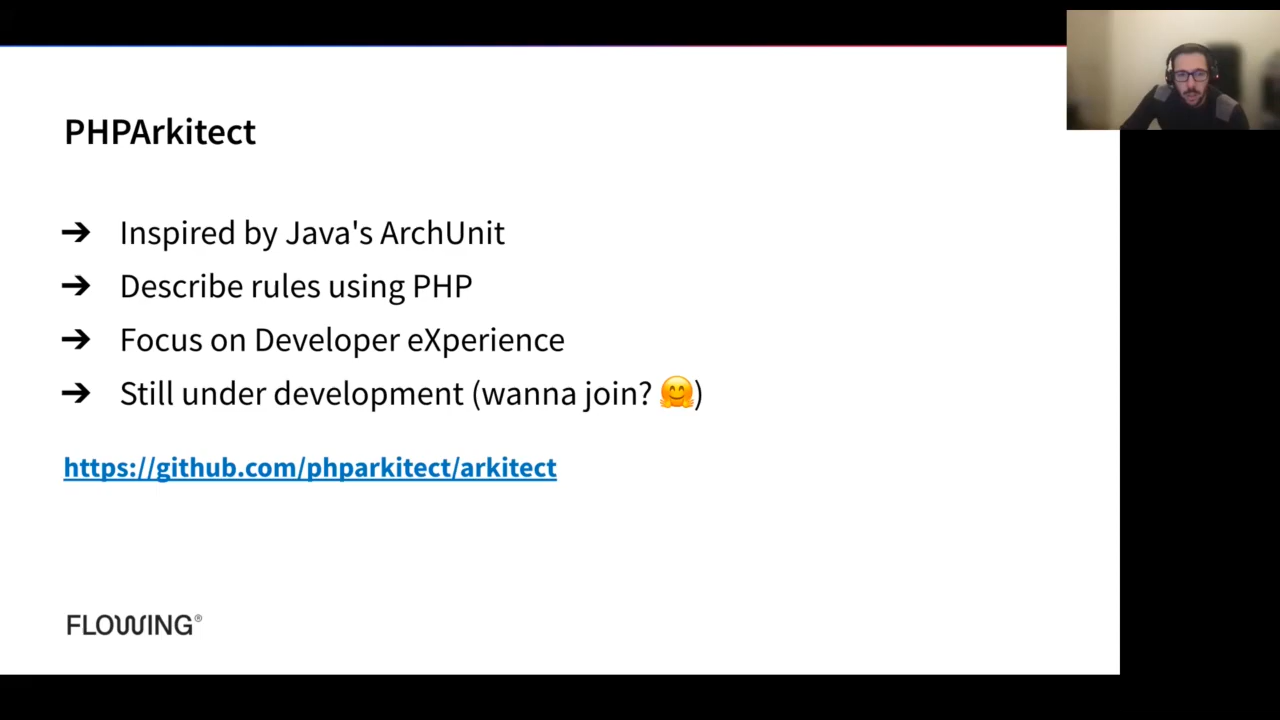 PHPArkitect
➔ Inspired by Java's ArchUnit
➔ Describe rules using PHP
➔ Focus on Developer eXperience
➔ Still under development (wanna join? 🤗)
https://github.com/phparkitect/arkitect
FLOWING®